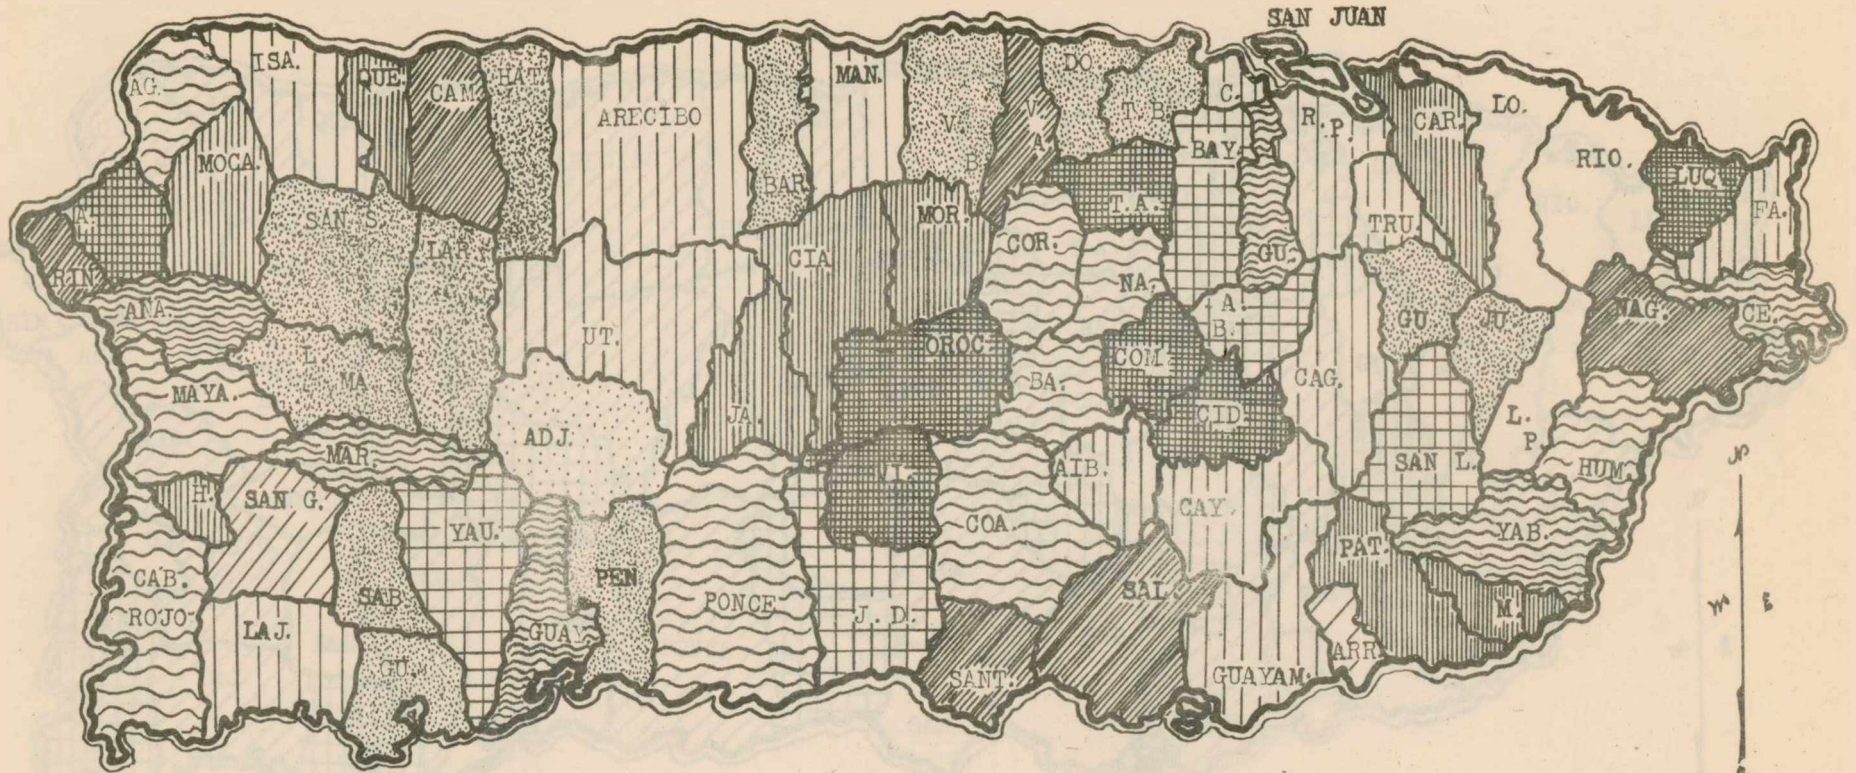 SAN JUAN
ISA.
AG.
QUE.
CAM.
HAT.
ARECIBO
MAN.
V.
B.
V.
A.
DO.
T.B.
C.
BAY.
R.P.
CAR.
LO.
RIO.
LUQ.
FA.
MOCA.
BAR.
MOR.
T.A.
TRU.
A.
RIN.
SAN S.
LAR.
CIA
COR.
NA.
GU.
ANA.
UT.
OROC
A.
B.
GU
JU.
NAG.
CE.
L.
MA
BA.
COM.
CAG.
MAYA.
ADJ.
JA.
CID
L.
P.
MAR.
VI.
AIB.
SAN L.
HUM.
H.
SAN G.
YAU.
COA.
CAY.
PAT.
YAB.
CAB.
ROJO
SAB.
PEN
PONCE
J. D.
SAL.
M.
LAJ.
GU.
GUAY
SANT.
GUAYAM.
ARR.
N
W
E